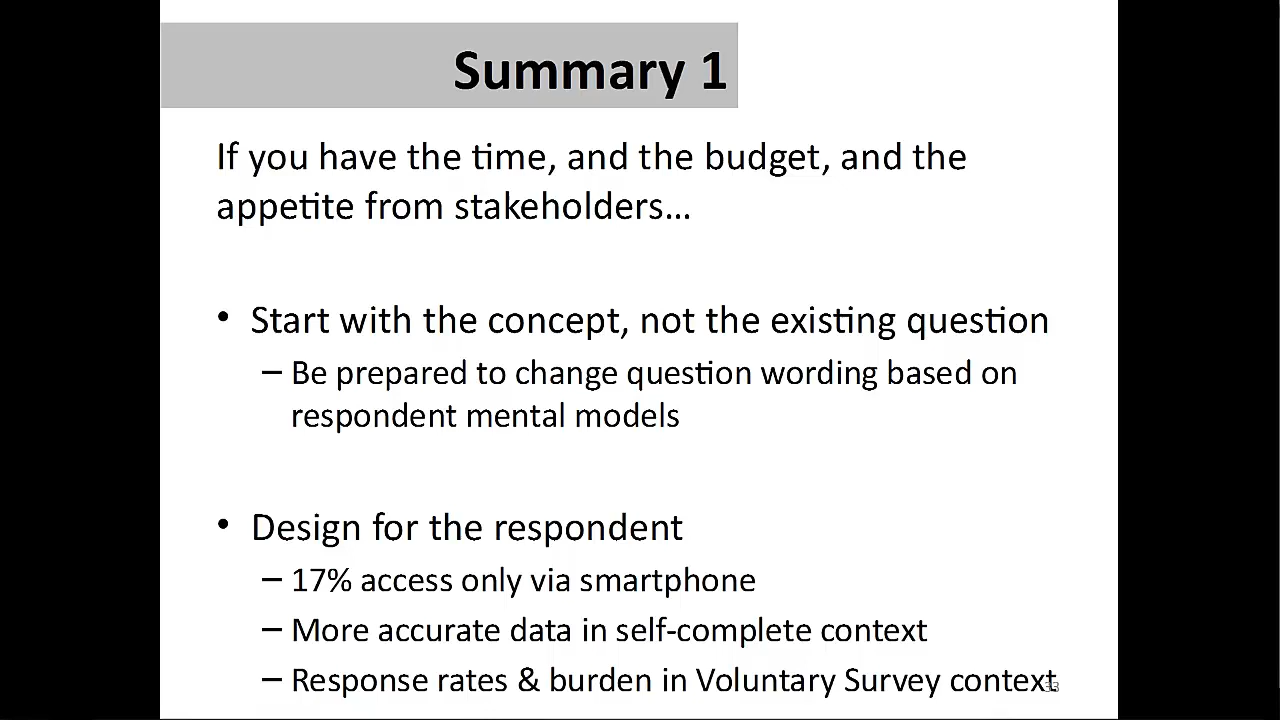 Summary 1
If you have the time, and the budget, and the
appetite from stakeholders…
• Start with the concept, not the existing question
– Be prepared to change question wording based on
respondent mental models
• Design for the respondent
– 17% access only via smartphone
– More accurate data in self-complete context
– Response rates & burden in Voluntary Survey context
33